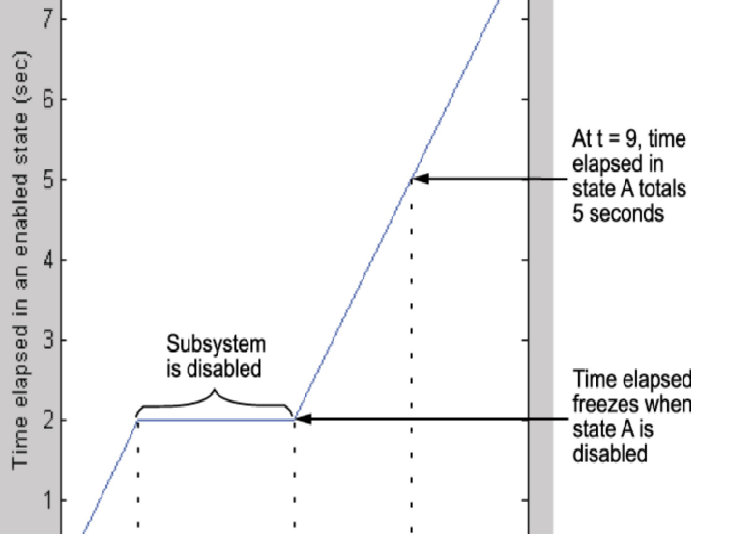 7
6
5
4
3
2
1
Time elapsed in an enabled state (sec)
Subsystem
is disabled
At t = 9, time
elapsed in
state A totals
5 seconds
Time elapsed
freezes when
state A is
disabled